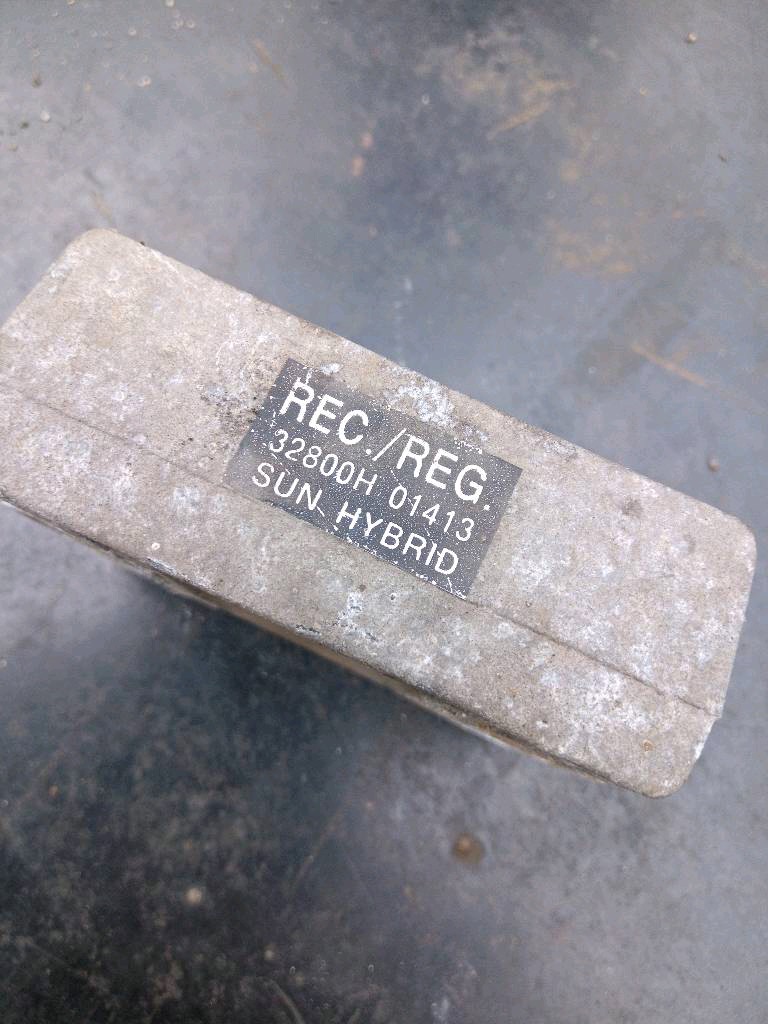 REC./REG.
32800H 01413
SUN HYBRID